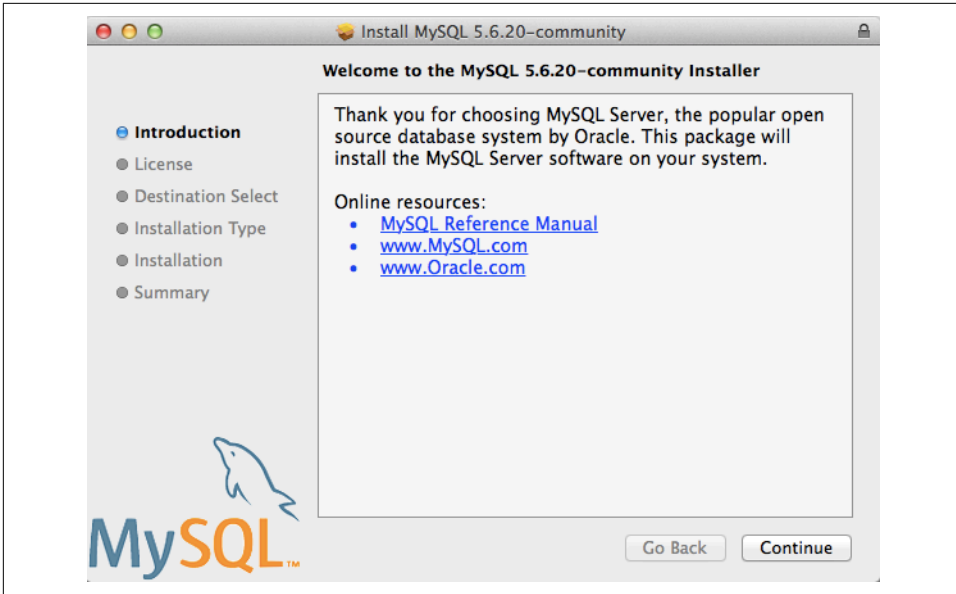 Install MySQL 5.6.20-community
Welcome to the MySQL 5.6.20-community Installer
Introduction
License
Destination Select
Installation Type
Installation
Summary
Thank you for choosing MySQL Server, the popular open
source database system by Oracle. This package will
install the MySQL Server software on your system.
Online resources:
• MySQL Reference Manual
• www.MySQL.com
• www.Oracle.com
MySQL™
Go Back
Continue